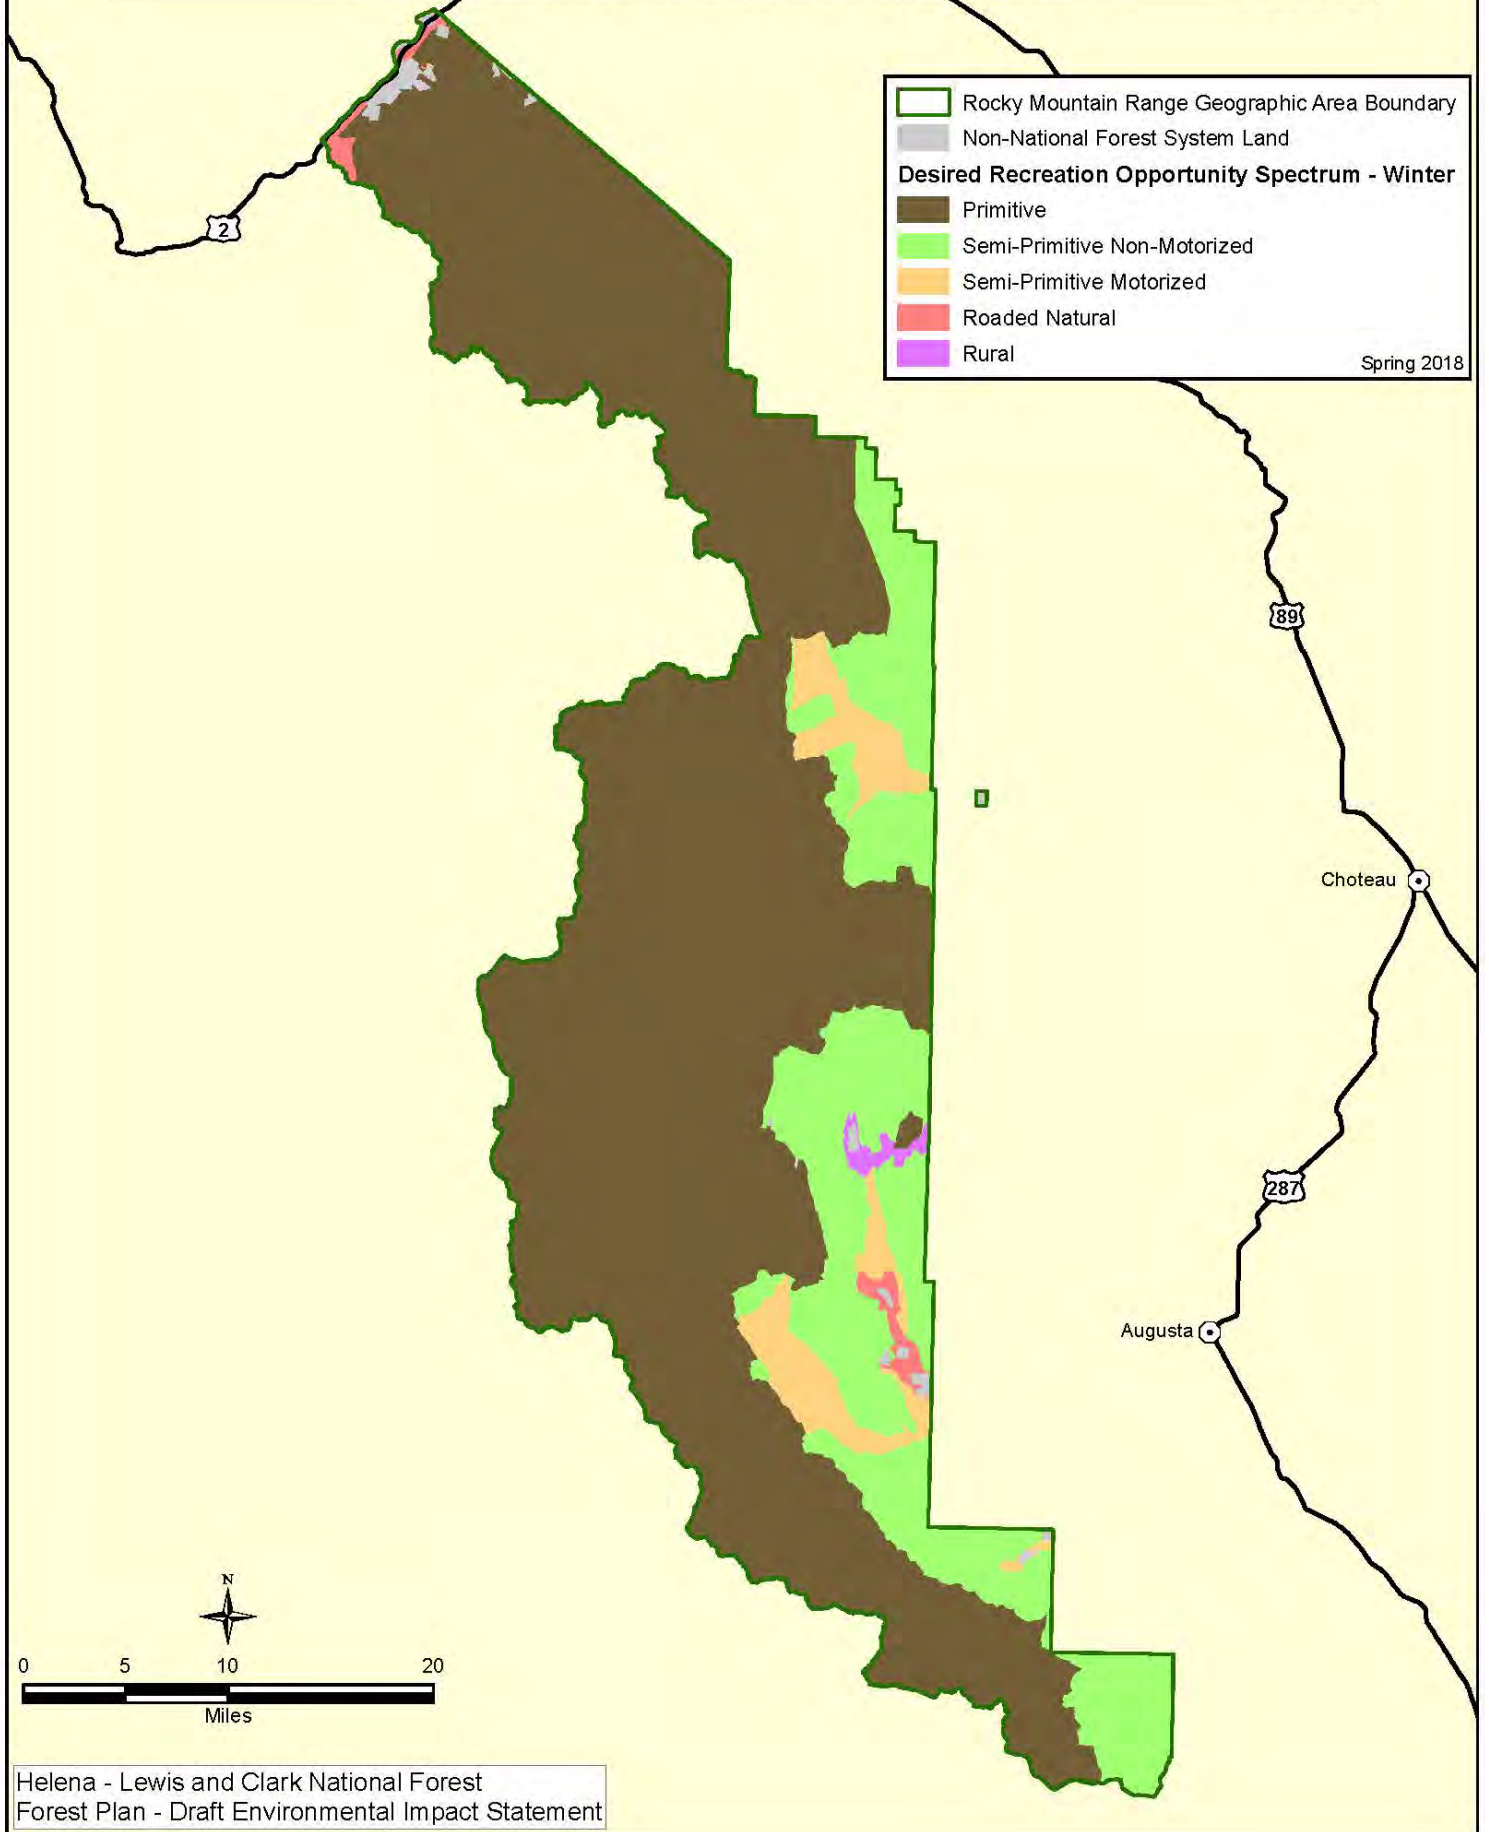 Rocky Mountain Range Geographic Area Boundary
Non-National Forest System Land
Desired Recreation Opportunity Spectrum - Winter
Primitive
Semi-Primitive Non-Motorized
Semi-Primitive Motorized
Roaded Natural
Rural
Spring 2018
2
89
Choteau
287
Augusta
N
0 5 10 20
Miles
Helena - Lewis and Clark National Forest
Forest Plan - Draft Environmental Impact Statement